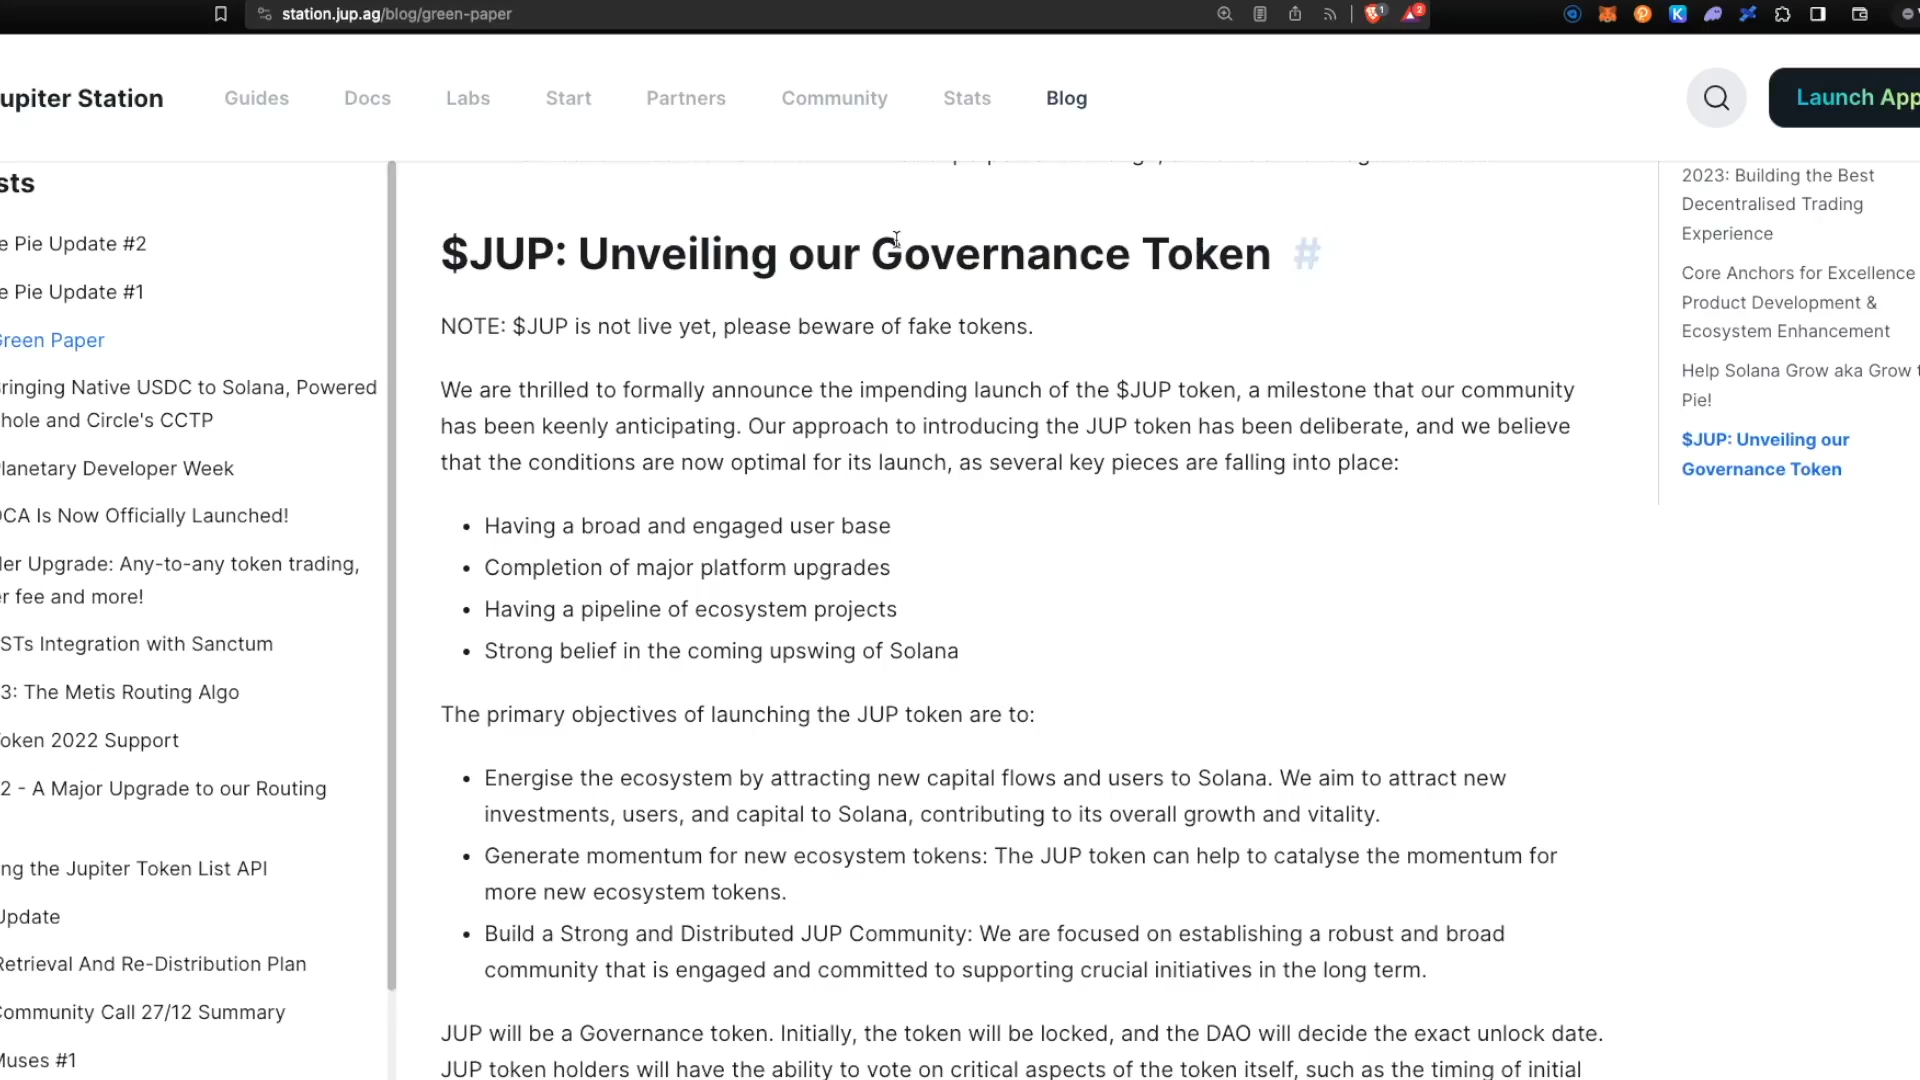 station.jup.ag/blog/green-paper
1
2
upiter Station
Guides
Docs
Labs
Start
Partners
Community
Stats
Blog
Launch App
sts
e Pie Update #2
e Pie Update #1
Green Paper
Bringing Native USDC to Solana, Powered
hole and Circle's CCTP
Planetary Developer Week
DCA Is Now Officially Launched!
der Upgrade: Any-to-any token trading,
er fee and more!
STs Integration with Sanctum
3: The Metis Routing Algo
Token 2022 Support
2 - A Major Upgrade to our Routing
ng the Jupiter Token List API
Update
Retrieval And Re-Distribution Plan
Community Call 27/12 Summary
Muses #1
$JUP: Unveiling our Governance Token #
NOTE: $JUP is not live yet, please beware of fake tokens.
We are thrilled to formally announce the impending launch of the $JUP token, a milestone that our community
has been keenly anticipating. Our approach to introducing the JUP token has been deliberate, and we believe
that the conditions are now optimal for its launch, as several key pieces are falling into place:
• Having a broad and engaged user base
• Completion of major platform upgrades
• Having a pipeline of ecosystem projects
• Strong belief in the coming upswing of Solana
The primary objectives of launching the JUP token are to:
• Energise the ecosystem by attracting new capital flows and users to Solana. We aim to attract new
investments, users, and capital to Solana, contributing to its overall growth and vitality.
• Generate momentum for new ecosystem tokens: The JUP token can help to catalyse the momentum for
more new ecosystem tokens.
• Build a Strong and Distributed JUP Community: We are focused on establishing a robust and broad
community that is engaged and committed to supporting crucial initiatives in the long term.
JUP will be a Governance token. Initially, the token will be locked, and the DAO will decide the exact unlock date.
JUP token holders will have the ability to vote on critical aspects of the token itself, such as the timing of initial
2023: Building the Best
Decentralised Trading
Experience
Core Anchors for Excellence
Product Development &
Ecosystem Enhancement
Help Solana Grow aka Grow t
Pie!
$JUP: Unveiling our
Governance Token